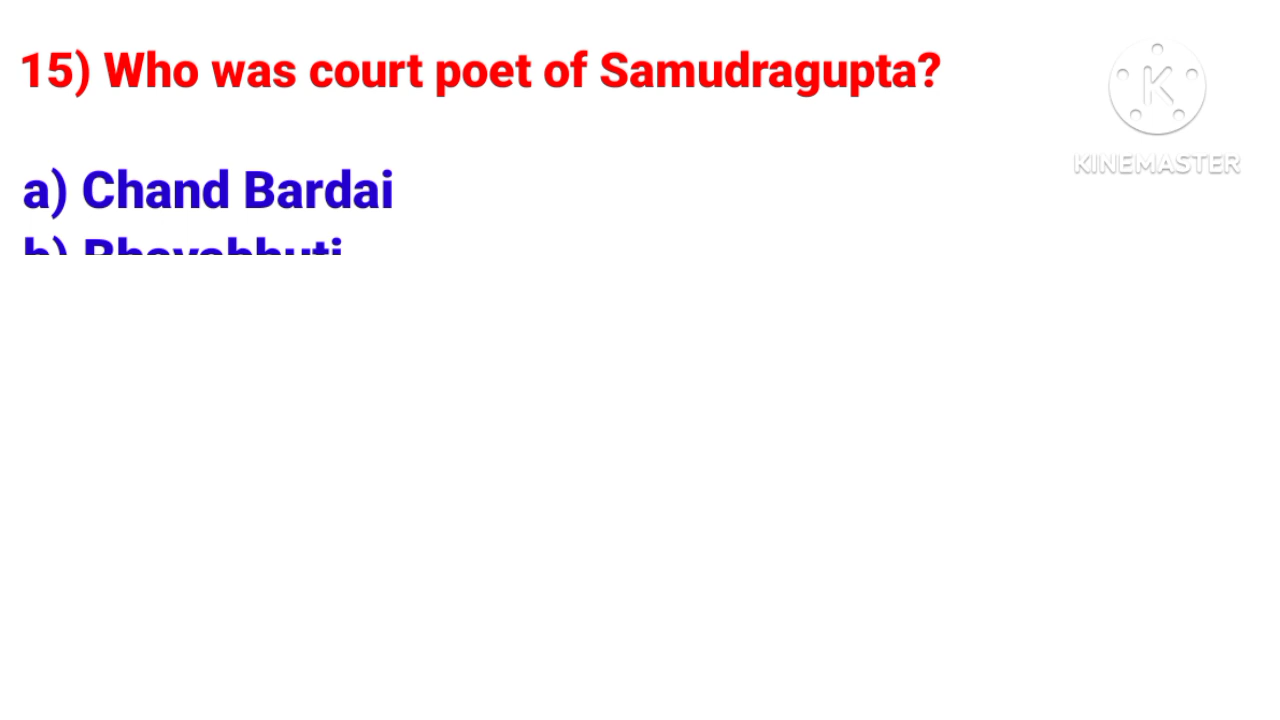 15) Who was court poet of Samudragupta?
KINEMASTER
a) Chand Bardai
b) Bhavabhuti